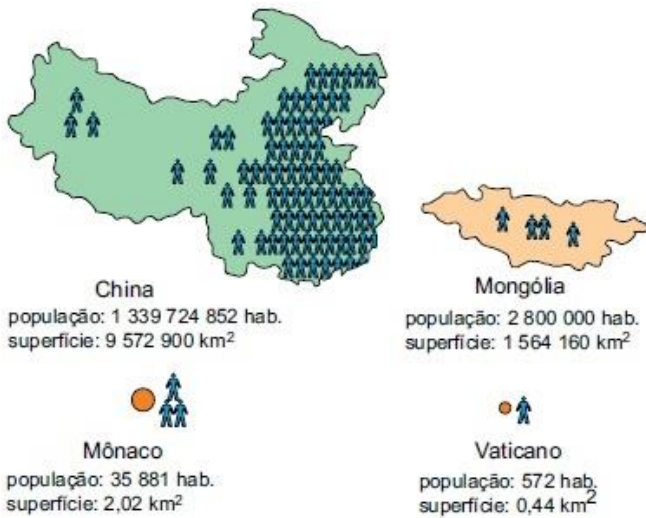 China
população: 1 339 724 852 hab.
superfície: 9 572 900 km²
Mongólia
população: 2 800 000 hab.
superfície: 1 564 160 km²
Mônaco
população: 35 881 hab.
superfície: 2,02 km²
Vaticano
população: 572 hab.
superfície: 0,44 km²